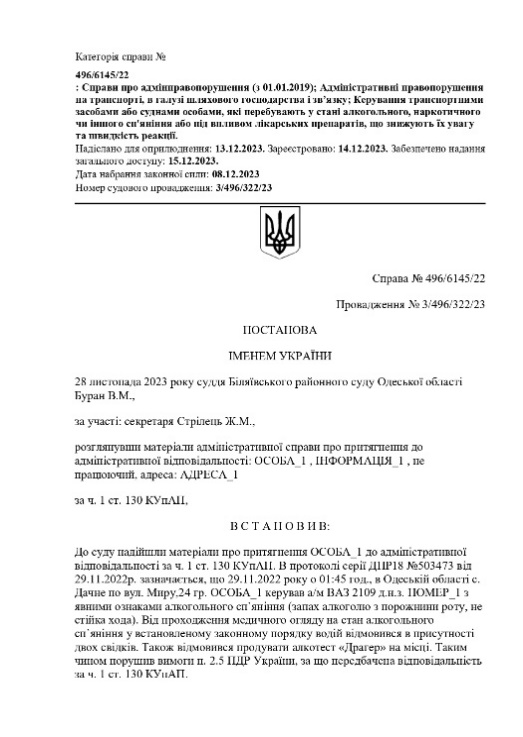 Категорія справи №
496/6145/22
: Справи про адмінправопорушення (з 01.01.2019); Адміністративні правопорушення
на транспорті, в галузі шляхового господарства і зв’язку; Керування транспортними
засобами або суднами особами, які перебувають у стані алкогольного, наркотичного
чи іншого сп'яніння або під впливом лікарських препаратів, що знижують їх увагу
та швидкість реакції.
Надіслано для оприлюднення: 13.12.2023. Зареєстровано: 14.12.2023. Забезпечено надання
загального доступу: 15.12.2023.
Дата набрання законної сили: 08.12.2023
Номер судового провадження: 3/496/322/23
Справа № 496/6145/22
Провадження № 3/496/322/23
ПОСТАНОВА
ІМЕНЕМ УКРАЇНИ
28 листопада 2023 року суддя Біляївського районного суду Одеської області
Буран В.М.,
за участі: секретаря Стрілець Ж.М.,
розглянувши матеріали адміністративної справи про притягнення до
адміністративної відповідальності: ОСОБА_1 , ІНФОРМАЦІЯ_1 , не
працюючий, адреса: АДРЕСА_1
за ч. 1 ст. 130 КУпАП,
В С Т А Н О В И В:
До суду надійшли матеріали про притягнення ОСОБА_1 до адміністративної
відповідальності за ч. 1 ст. 130 КУпАП. В протоколі серії ДПР18 №503473 від
29.11.2022р. зазначається, що 29.11.2022 року о 01:45 год., в Одеській області с.
Дачне по вул. Миру,24 гр. ОСОБА_1 керував а/м ВАЗ 2109 д.н.з. НОМЕР_1 з
явними ознаками алкогольного сп’яніння (запах алкоголю з порожнини роту, не
стійка хода). Від проходження медичного огляду на стан алкогольного
сп’яніння у встановленому законному порядку водій відмовився в присутності
двох свідків. Також відмовився продувати алкотест «Драгер» на місці. Таким
чином порушив вимоги п. 2.5 ПДР України, за що передбачена відповідальність
за ч. 1 ст. 130 КУпАП.